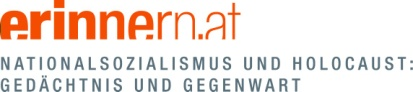 erinnern.at
NATIONALSOZIALISMUS UND HOLOCAUST:
GEDÄCHTNIS UND GEGENWART